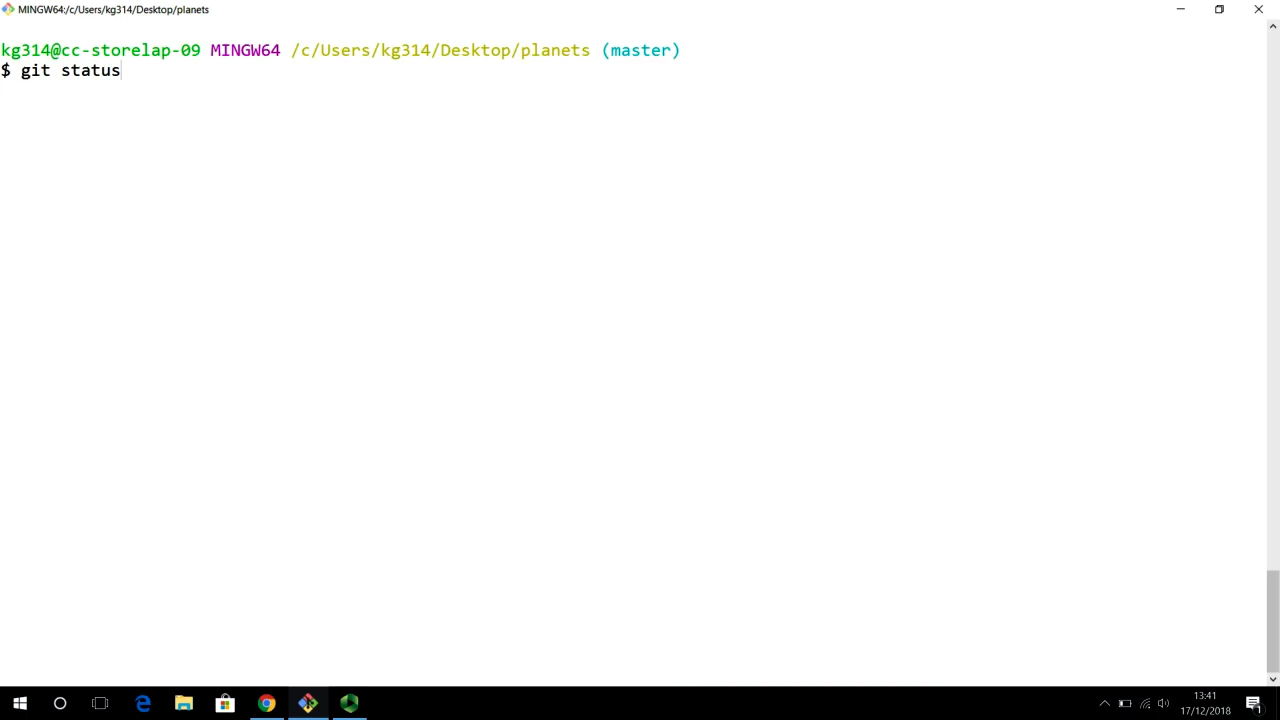 MINGW64:/c/Users/kg314/Desktop/planets
kg314@cc-storelap-09 MINGW64 /c/Users/kg314/Desktop/planets (master)
$ git status
13:41
17/12/2018
1